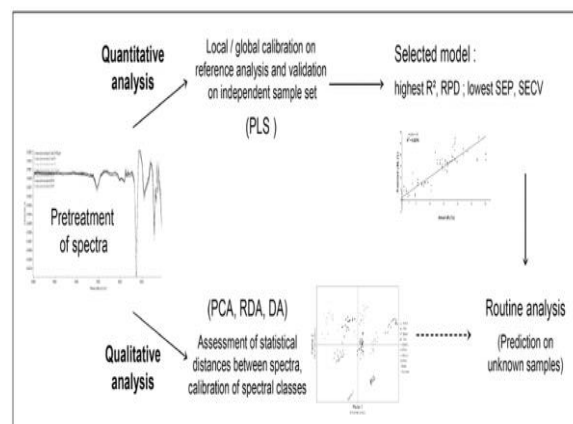 Quantitative
analysis
Local / global calibration on
reference analysis and validation
on independent sample set
(PLS )
Selected model :
highest R², RPD ; lowest SEP, SECV
Pretreatment
of spectra
Qualitative
analysis
(PCA, RDA, DA)
Assessment of statistical
distances between spectra,
calibration of spectral classes
Routine analysis
(Prediction on
unknown samples)